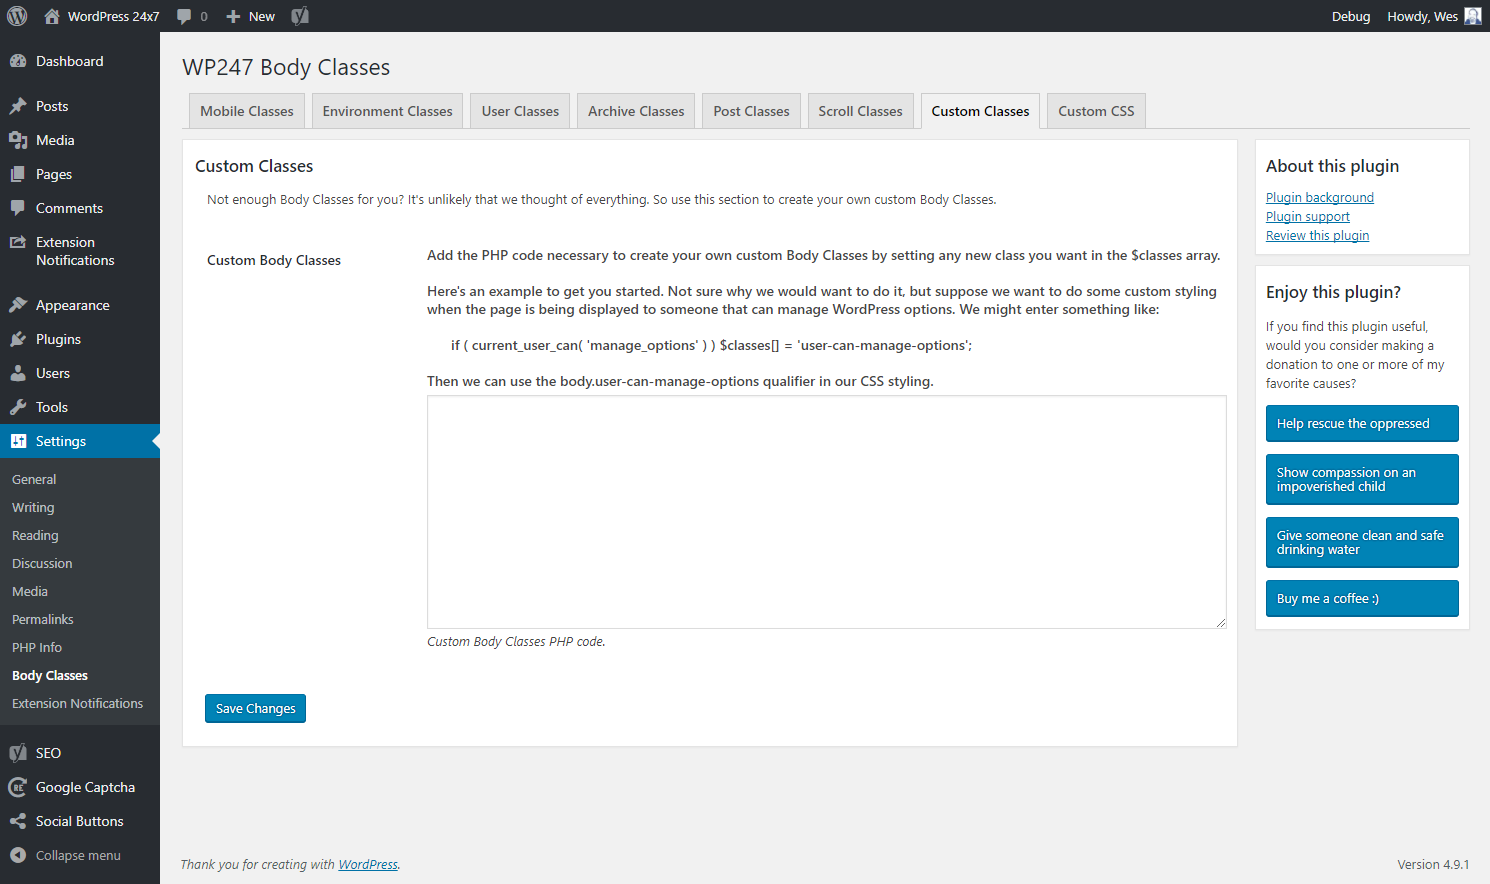 WordPress 24x7 0 New Debug Howdy, Wes
Dashboard
Posts
Media
Pages
Comments
Extension
Notifications
Appearance
Plugins
Users
Tools
Settings
General
Writing
Reading
Discussion
Media
Permalinks
PHP Info
Body Classes
Extension Notifications
SEO
Google Captcha
Social Buttons
Collapse menu
WP247 Body Classes
Mobile Classes Environment Classes User Classes Archive Classes Post Classes Scroll Classes Custom Classes Custom CSS
Custom Classes
Not enough Body Classes for you? It's unlikely that we thought of everything. So use this section to create your own custom Body Classes.
Custom Body Classes
Add the PHP code necessary to create your own custom Body Classes by setting any new class you want in the $classes array.
Here's an example to get you started. Not sure why we would want to do it, but suppose we want to do some custom styling
when the page is being displayed to someone that can manage WordPress options. We might enter something like:
if ( current_user_can( 'manage_options' ) ) $classes[] = 'user-can-manage-options';
Then we can use the body.user-can-manage-options qualifier in our CSS styling.
Custom Body Classes PHP code.
Save Changes
About this plugin
Plugin background
Plugin support
Review this plugin
Enjoy this plugin?
If you find this plugin useful,
would you consider making a
donation to one or more of my
favorite causes?
Help rescue the oppressed
Show compassion on an
impoverished child
Give someone clean and safe
drinking water
Buy me a coffee :)
Thank you for creating with WordPress.
Version 4.9.1